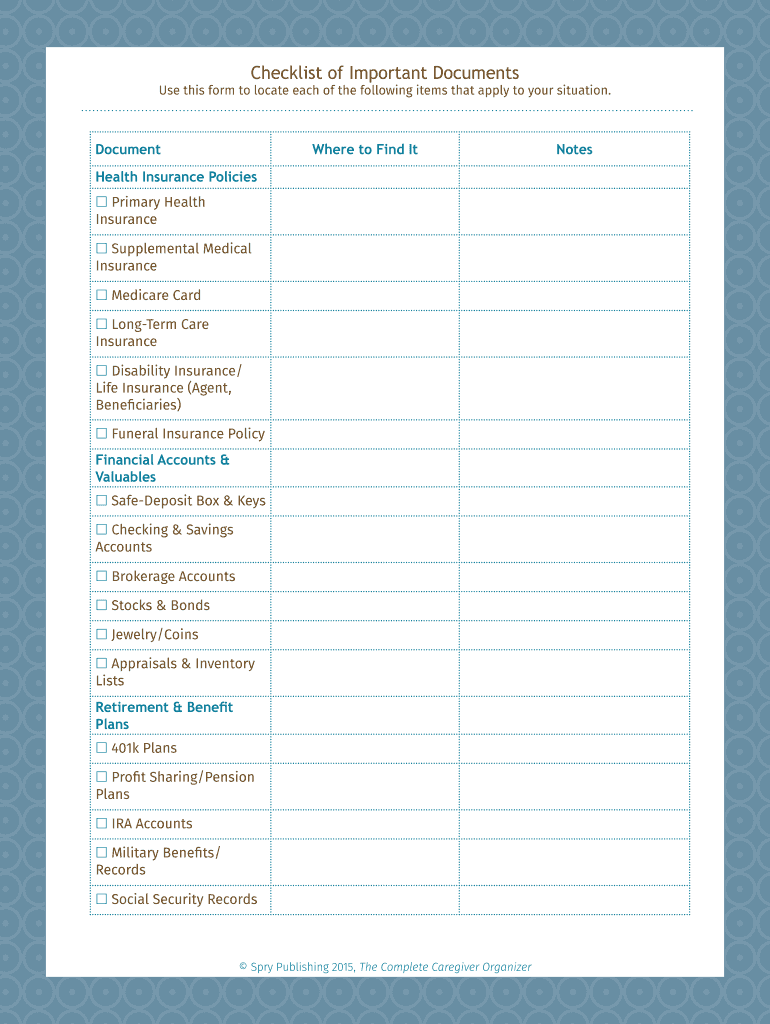 Checklist of Important Documents
Use this form to locate each of the following items that apply to your situation.
Document Where to Find It Notes
Health Insurance Policies
☐ Primary Health
Insurance
☐ Supplemental Medical
Insurance
☐ Medicare Card
☐ Long-Term Care
Insurance
☐ Disability Insurance/
Life Insurance (Agent,
Beneficiaries)
☐ Funeral Insurance Policy
Financial Accounts &
Valuables
☐ Safe-Deposit Box & Keys
☐ Checking & Savings
Accounts
☐ Brokerage Accounts
☐ Stocks & Bonds
☐ Jewelry/Coins
☐ Appraisals & Inventory
Lists
Retirement & Benefit
Plans
☐ 401k Plans
☐ Profit Sharing/Pension
Plans
☐ IRA Accounts
☐ Military Benefits/
Records
☐ Social Security Records
© Spry Publishing 2015, The Complete Caregiver Organizer